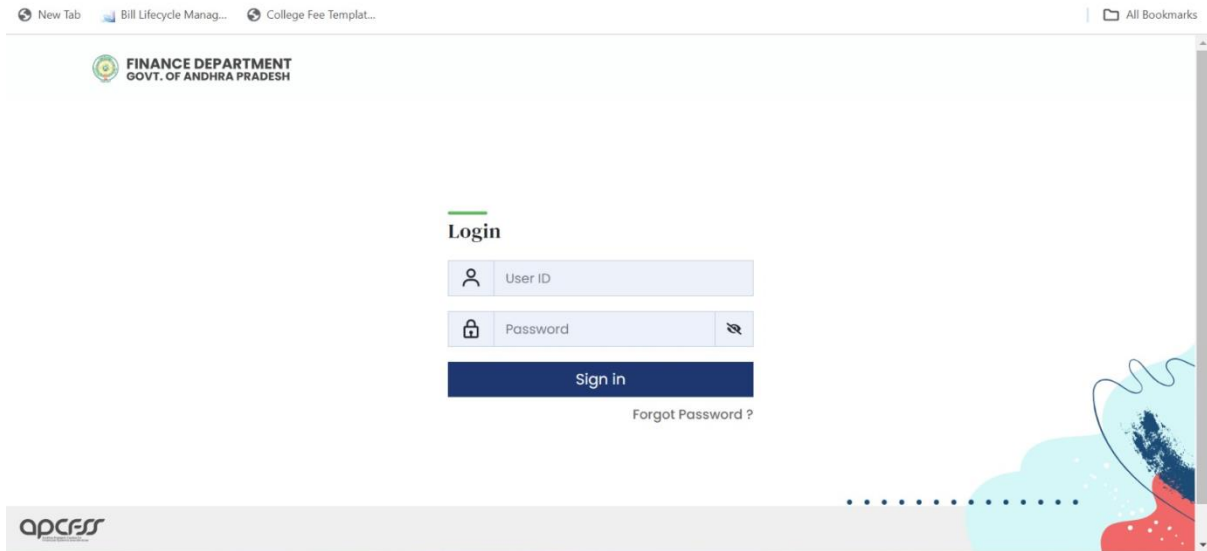 New Tab Bill Lifecycle Manag... College Fee Templat... All Bookmarks
FINANCE DEPARTMENT
GOVT. OF ANDHRA PRADESH
Login
User ID
Password
Sign in
Forgot Password ?
apcfss